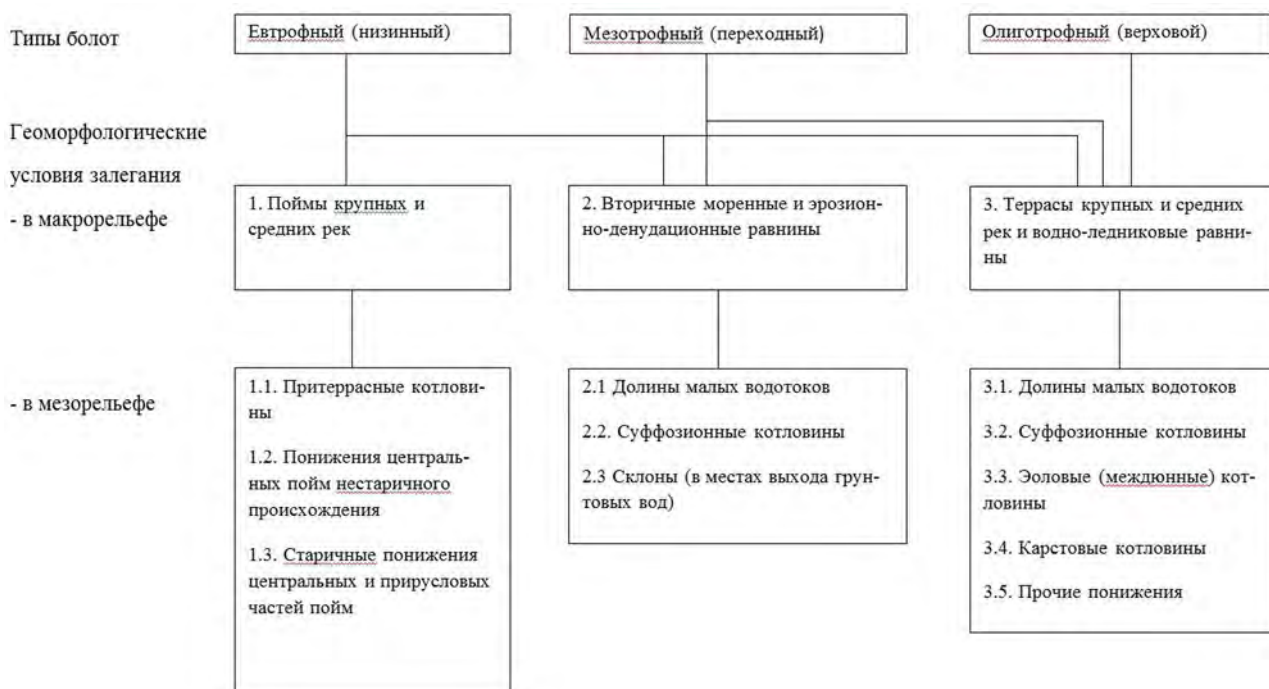 Типы болот
Евтрофный (низинный)
Мезотрофный (переходный)
Олиготрофный (верховой)
Геоморфологические
условия залегания
- в макрорельефе
1. Поймы крупных и
средних рек
2. Вторичные моренные и эрозион-
но-денудационные равнины
3. Террасы крупных и средних
рек и водно-ледниковые равни-
ны
- в мезорельефе
1.1. Притеррасные котлови-
ны
1.2. Понижения централь-
ных пойм нестаричного
происхождения
1.3. Старичные понижения
центральных и прирусловых
частей пойм
2.1 Долины малых водотоков
2.2. Суффозионные котловины
2.3 Склоны (в местах выхода грун-
товых вод)
3.1. Долины малых водотоков
3.2. Суффозионные котловины
3.3. Эоловые (междюнные) кот-
ловины
3.4. Карстовые котловины
3.5. Прочие понижения